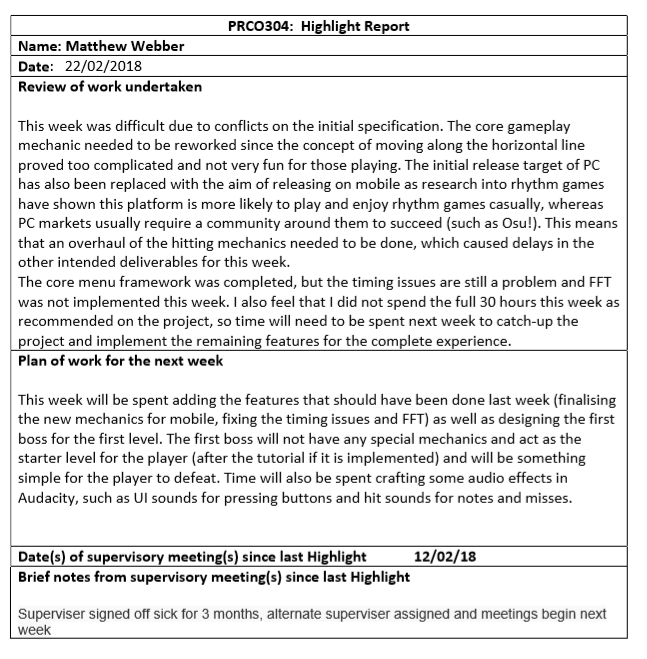 PRCO304:  Highlight Report
Name: Matthew Webber
Date:   22/02/2018
Review of work undertaken
This week was difficult due to conflicts on the initial specification. The core gameplay
mechanic needed to be reworked since the concept of moving along the horizontal line
proved too complicated and not very fun for those playing. The initial release target of PC
has also been replaced with the aim of releasing on mobile as research into rhythm games
have shown this platform is more likely to play and enjoy rhythm games casually, whereas
PC markets usually require a community around them to succeed (such as Osu!). This means
that an overhaul of the hitting mechanics needed to be done, which caused delays in the
other intended deliverables for this week.
The core menu framework was completed, but the timing issues are still a problem and FFT
was not implemented this week. I also feel that I did not spend the full 30 hours this week as
recommended on the project, so time will need to be spent next week to catch-up the
project and implement the remaining features for the complete experience.
Plan of work for the next week
This week will be spent adding the features that should have been done last week (finalising
the new mechanics for mobile, fixing the timing issues and FFT) as well as designing the first
boss for the first level. The first boss will not have any special mechanics and act as the
starter level for the player (after the tutorial if it is implemented) and will be something
simple for the player to defeat. Time will also be spent crafting some audio effects in
Audacity, such as UI sounds for pressing buttons and hit sounds for notes and misses.
Date(s) of supervisory meeting(s) since last Highlight 12/02/18
Brief notes from supervisory meeting(s) since last Highlight
Superviser signed off sick for 3 months, alternate superviser assigned and meetings begin next
week